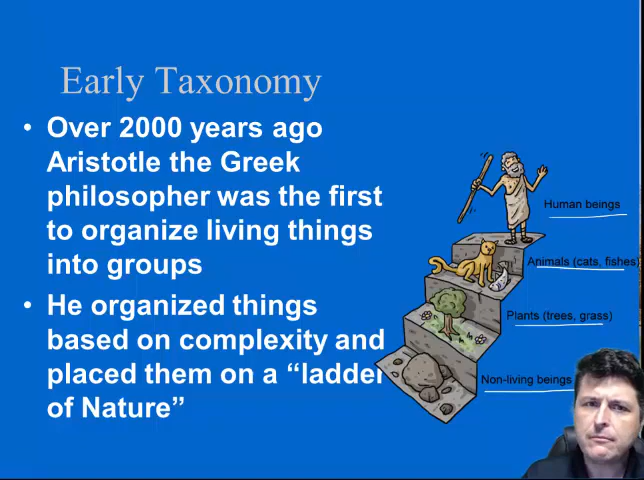 Early Taxonomy
• Over 2000 years ago
Aristotle the Greek
philosopher was the first
to organize living things
into groups
• He organized things
based on complexity and
placed them on a “ladder
of Nature”
Human beings
Animals (cats, fishes)
Plants (trees, grass)
Non-living beings